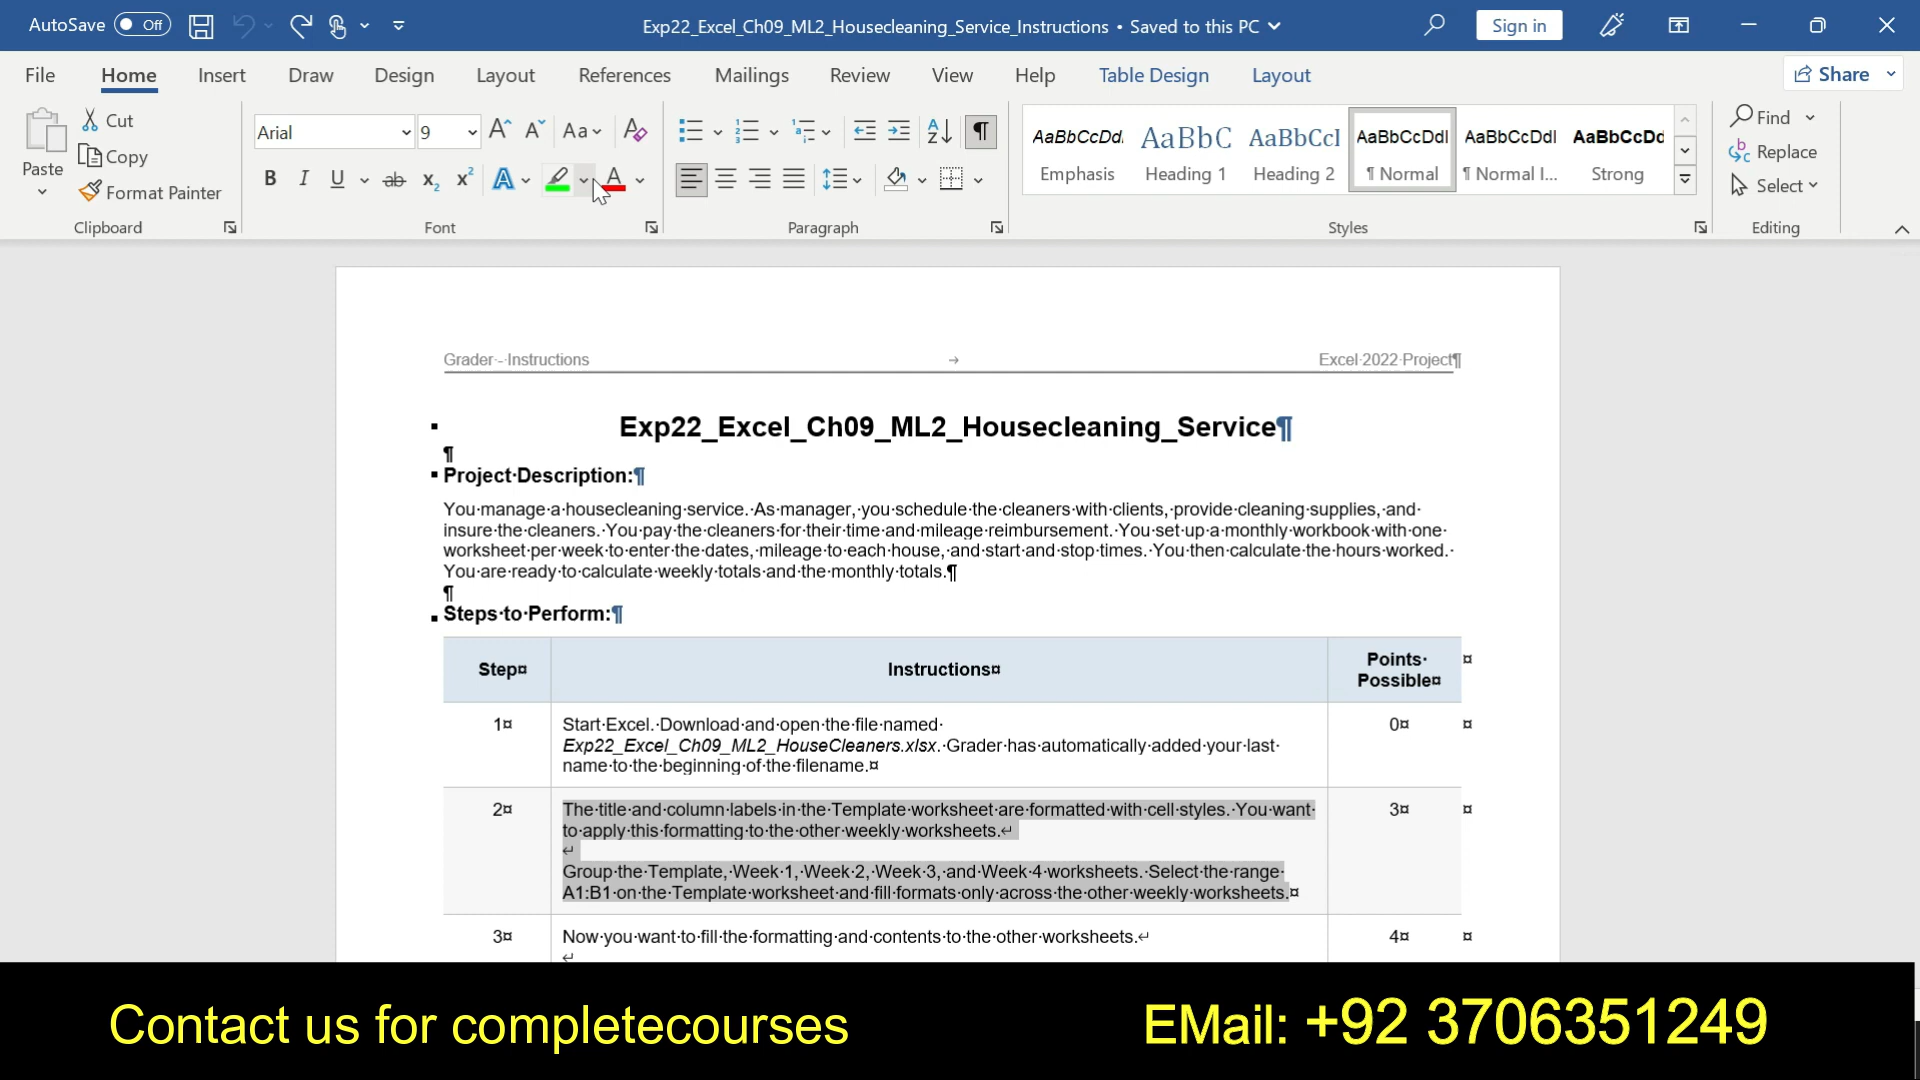 AutoSave Off Exp22_Excel_Ch09_ML2_Housecleaning_Service_Instructions • Saved to this PC Sign in
File Home Insert Draw Design Layout References Mailings Review View Help Table Design Layout Share
Paste
Cut
Copy
Format Painter
Clipboard
Arial 9
Font
Paragraph
AaBbCcDdl AaBbC AaBbCcI AaBbCcDdI AaBbCcDdI AaBbCcDd
Emphasis Heading 1 Heading 2 ¶ Normal ¶ Normal I... Strong
Styles
Find
Replace
Select
Editing
Grader - Instructions → Excel 2022 Project¶
Exp22_Excel_Ch09_ML2_Housecleaning_Service¶
¶
Project·Description:¶
You·manage·a·housecleaning·service.·As·manager,·you·schedule·the·cleaners·with·clients,·provide·cleaning·supplies,·and·
insure·the·cleaners.·You·pay·the·cleaners·for·their·time·and·mileage·reimbursement.·You·set·up·a·monthly·workbook·with·one·
worksheet·per·week·to·enter·the·dates,·mileage·to·each·house,·and·start·and·stop·times.·You·then·calculate·the·hours·worked.·
You·are·ready·to·calculate·weekly·totals·and·the·monthly·totals.¶
¶
Steps·to·Perform:¶
Step¤ Instructions¤ Points· Possible¤ ¤
1¤ Start·Excel.·Download·and·open·the·file·named· 0¤ ¤
Exp22_Excel_Ch09_ML2_HouseCleaners.xlsx.·Grader·has·automatically·added·your·last·
name·to·the·beginning·of·the·filename.¤
2¤ The·title·and·column·labels·in·the·Template·worksheet·are·formatted·with·cell·styles.·You·want· 3¤ ¤
to·apply·this·formatting·to·the·other·weekly·worksheets.↵
↵
Group·the·Template,·Week·1,·Week·2,·Week·3,·and·Week·4·worksheets.·Select·the·range·
A1:B1·on·the·Template·worksheet·and·fill·formats·only·across·the·other·weekly·worksheets.¤
3¤ Now·you·want·to·fill·the·formatting·and·contents·to·the·other·worksheets.↵ 4¤ ¤
↵
Contact us for completecourses EMail: +92 3706351249